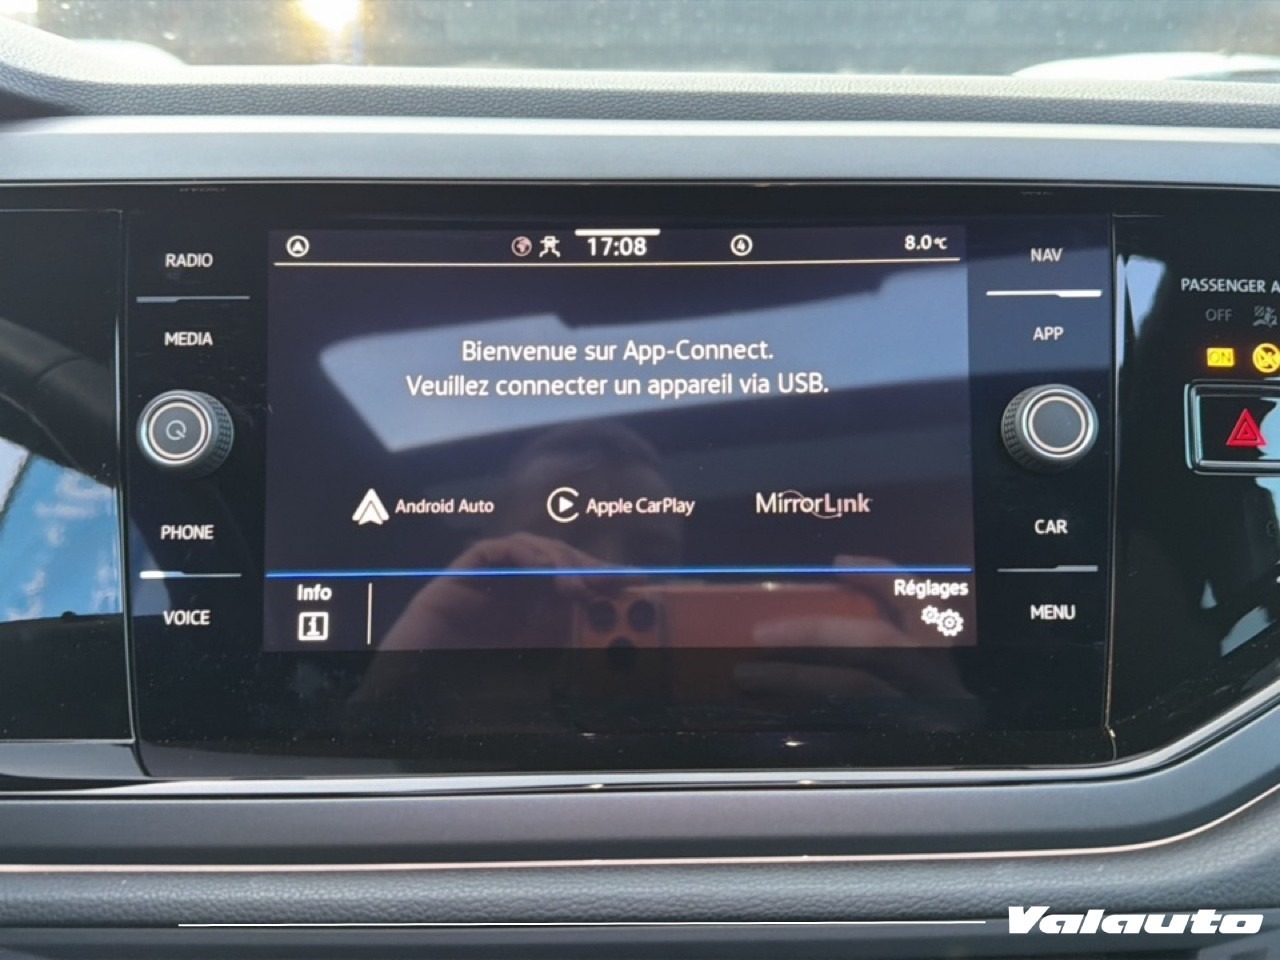 RADIO
MEDIA
PHONE
VOICE
17:08
4
8.0°C
Bienvenue sur App-Connect.
Veuillez connecter un appareil via USB.
Android Auto
Apple CarPlay
MirrorLink
Info
Réglages
NAV
APP
CAR
MENU
PASSENGER A
OFF
ON
Valauto